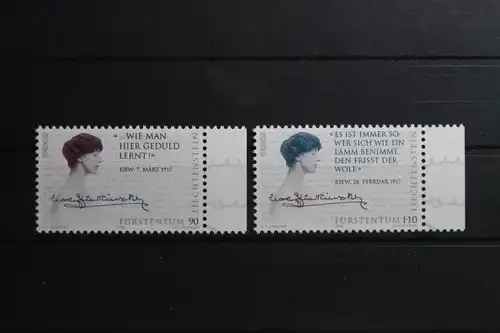 »... WIE MAN
HIER GEDULD
LERNT!«
KIEW, 7. MÄRZ 1917
FÜRSTENTUM 90
LIECHTENSTEIN
»ES IST IMMER SO:
WER SICH WIE EIN
LAMM BENIMMT,
DEN FRISST DER
WOLF.«
KIEW, 28. FEBRUAR 1917
FÜRSTENTUM 110
LIECHTENSTEIN